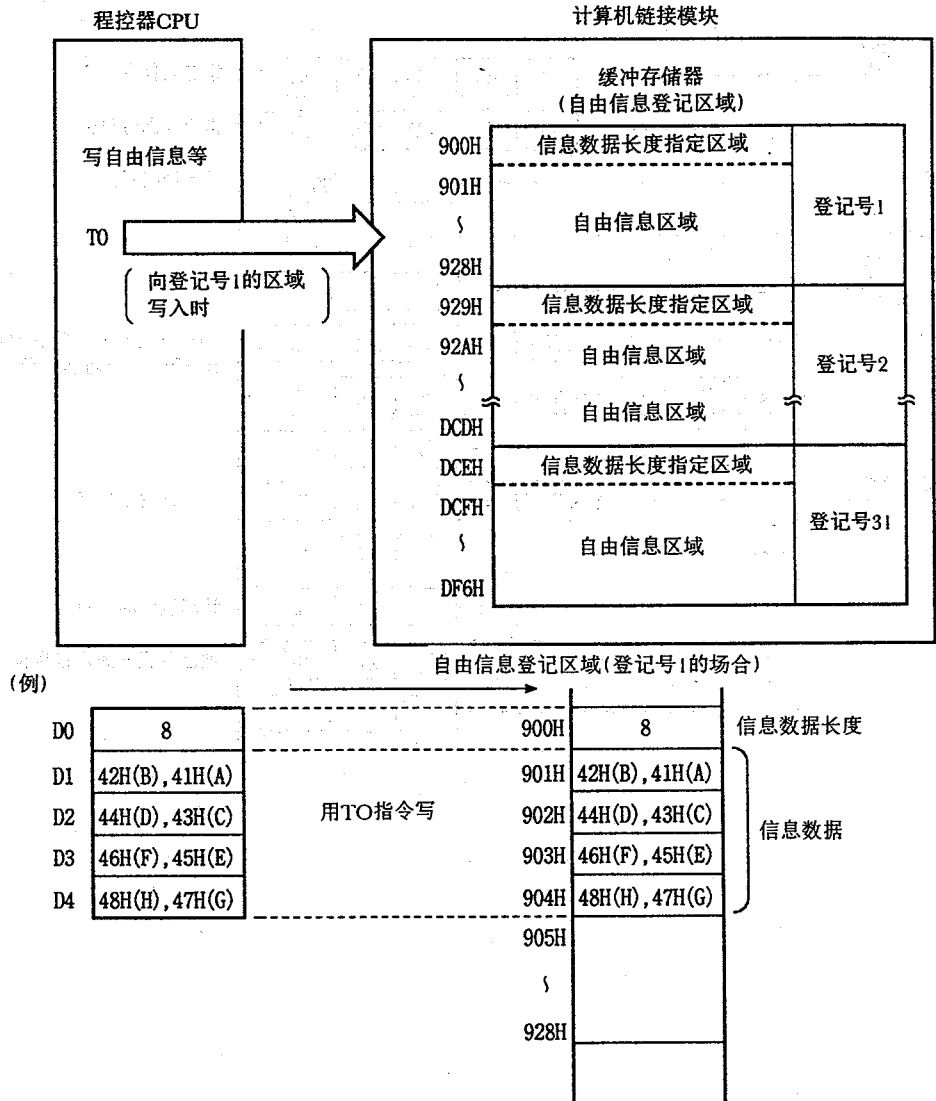 程控器CPU
计算机链接模块
缓冲存储器
(自由信息登记区域)
写自由信息等
TO
(向登记号1的区域
写入时)
900H 信息数据长度指定区域
901H
∫
928H
自由信息区域
登记号1
929H 信息数据长度指定区域
92AH 自由信息区域
∫
登记号2
自由信息区域
DCDH
DCEH 信息数据长度指定区域
DCFH
∫
DF6H
自由信息区域
登记号31
自由信息登记区域(登记号1的场合)
(例)
D0 8
D1 42H(B),41H(A)
D2 44H(D),43H(C)
D3 46H(F),45H(E)
D4 48H(H),47H(G)
用TO指令写
900H 8 信息数据长度
901H 42H(B),41H(A)
902H 44H(D),43H(C)
903H 46H(F),45H(E)
904H 48H(H),47H(G)
信息数据
905H
∫
928H